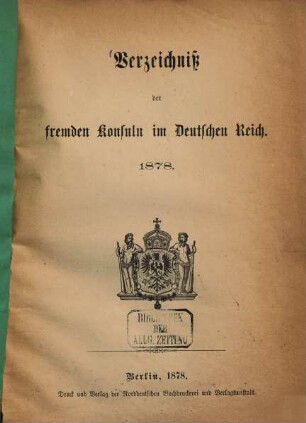 Verzeichniß
der
fremden Konsuln im Deutschen Reich.
1878.
BIBLIOTHEK
DER
ALLG. ZEITUNG
Berlin, 1878.
Druck und Verlag der Norddeutschen Buchdruckerei und Verlagsanstalt.